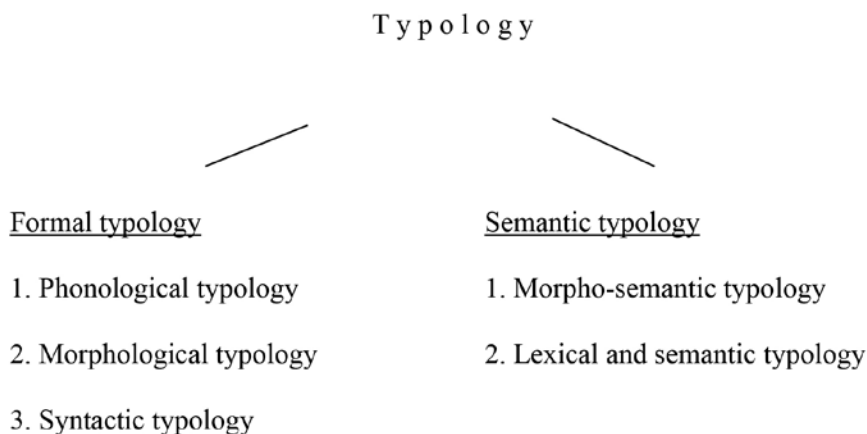 Typology
Formal typology
1. Phonological typology
2. Morphological typology
3. Syntactic typology
Semantic typology
1. Morpho-semantic typology
2. Lexical and semantic typology